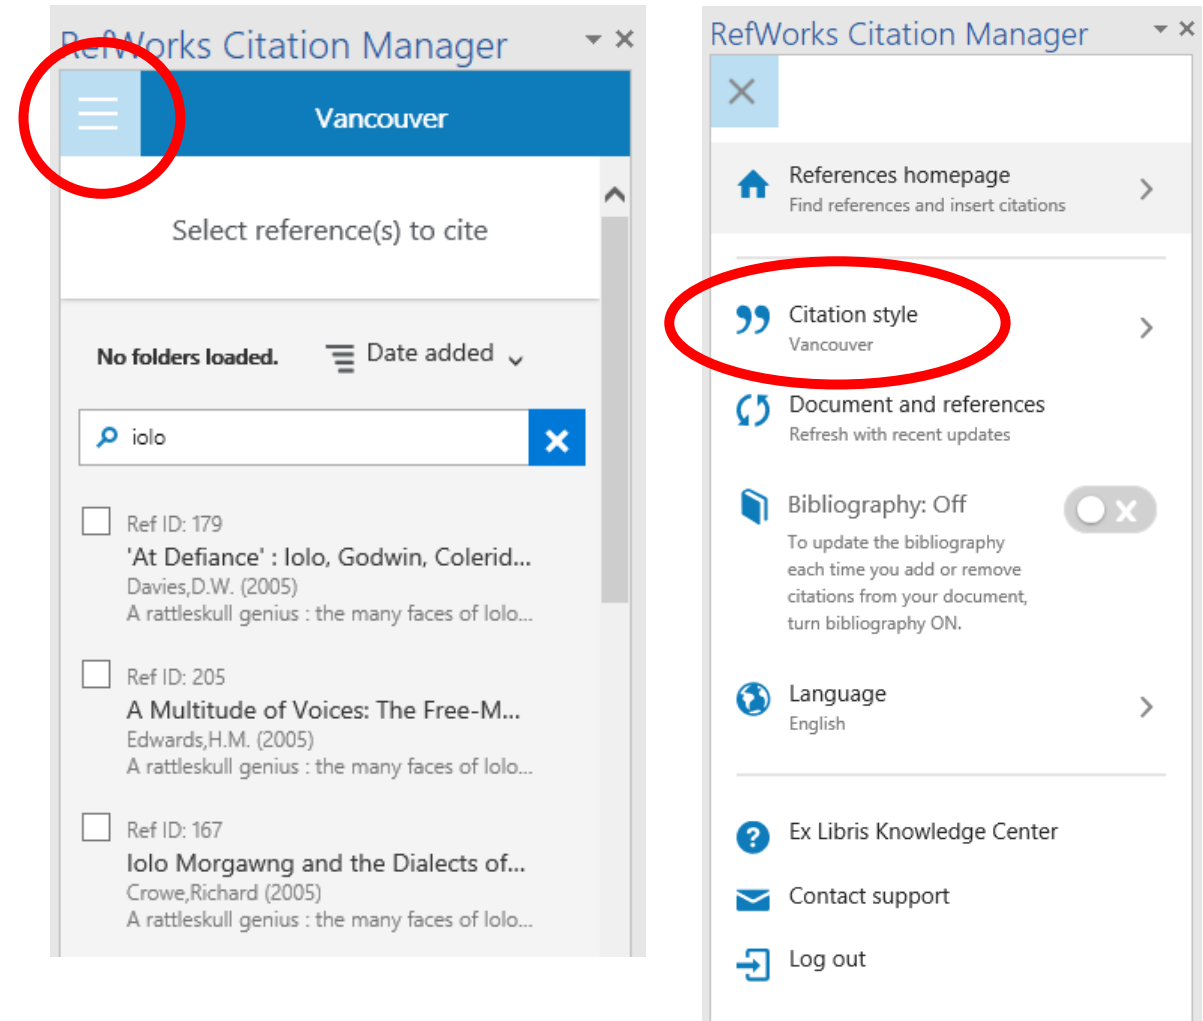 RefWorks Citation Manager
Vancouver
Select reference(s) to cite
No folders loaded.
Date added
iolo
Ref ID: 179
'At Defiance' : Iolo, Godwin, Colerid...
Davies,D.W. (2005)
A rattleskull genius : the many faces of Iolo...
Ref ID: 205
A Multitude of Voices: The Free-M...
Edwards,H.M. (2005)
A rattleskull genius : the many faces of Iolo...
Ref ID: 167
Iolo Morgawng and the Dialects of...
Crowe,Richard (2005)
A rattleskull genius : the many faces of Iolo...
RefWorks Citation Manager
References homepage
Find references and insert citations
Citation style
Vancouver
Document and references
Refresh with recent updates
Bibliography: Off
To update the bibliography
each time you add or remove
citations from your document,
turn bibliography ON.
Language
English
Ex Libris Knowledge Center
Contact support
Log out